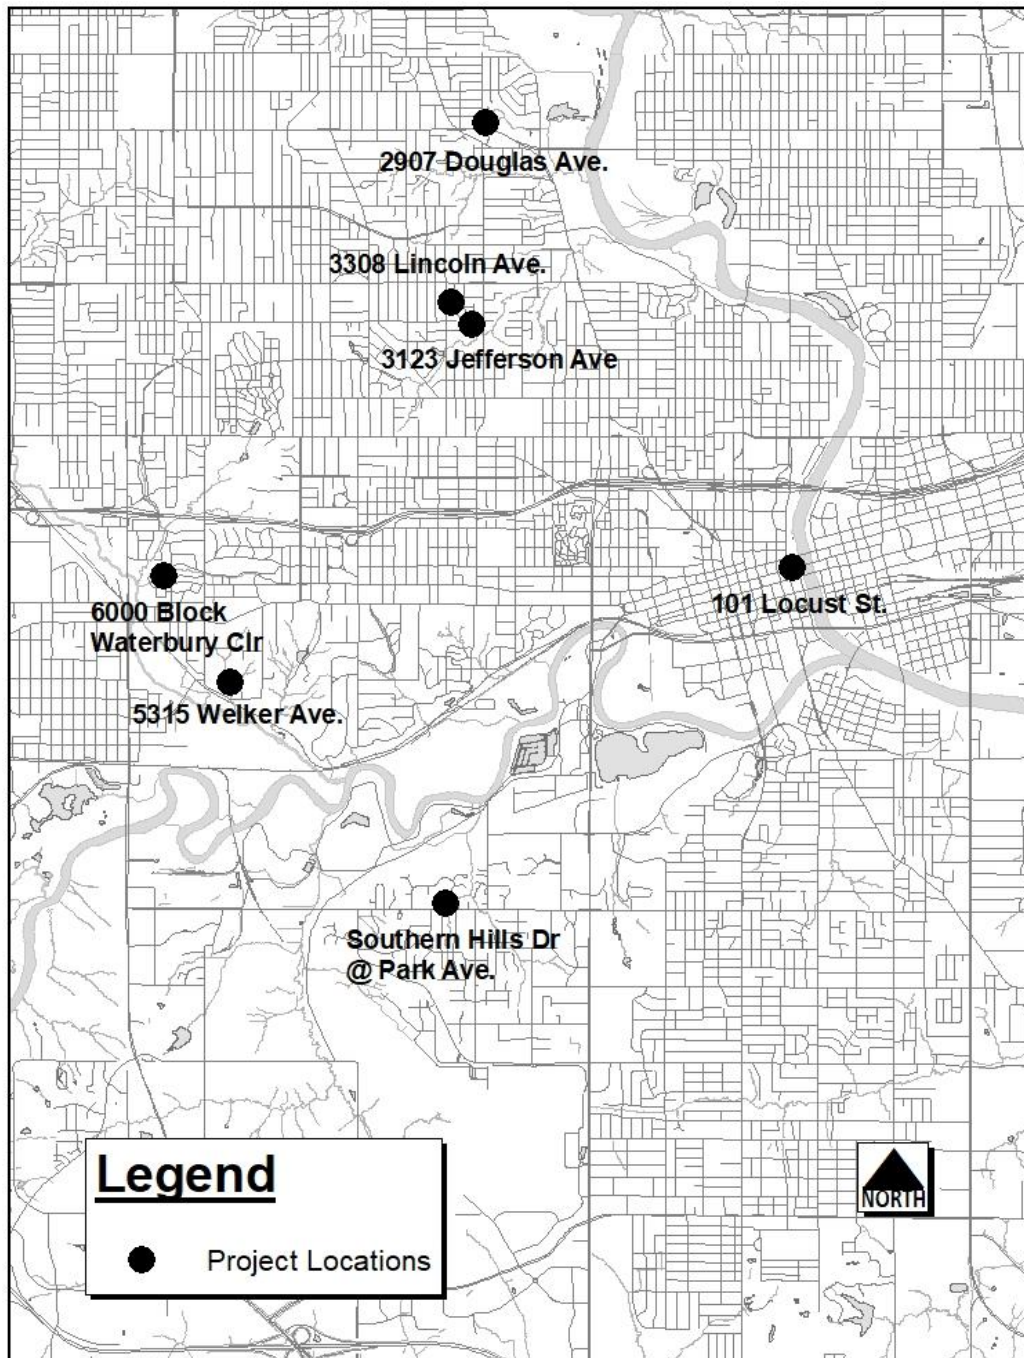 2907 Douglas Ave.
3308 Lincoln Ave.
3123 Jefferson Ave
101 Locust St.
6000 Block
Waterbury CIr
5315 Welker Ave.
Southern Hills Dr
@ Park Ave.
Legend
Project Locations
NORTH